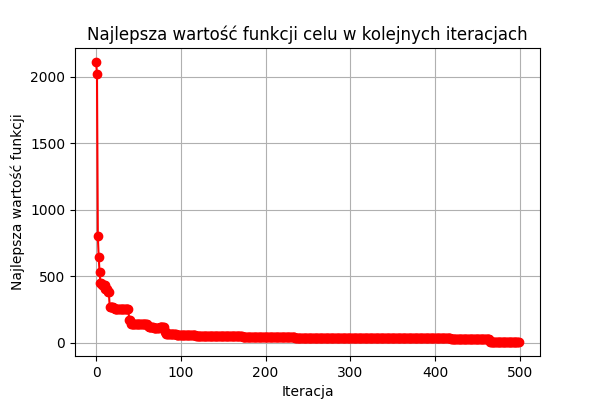 Najlepsza wartość funkcji celu w kolejnych iteracjach
2000
1500
1000
500
0
Najlepsza wartość funkcji
0 100 200 300 400 500
Iteracja